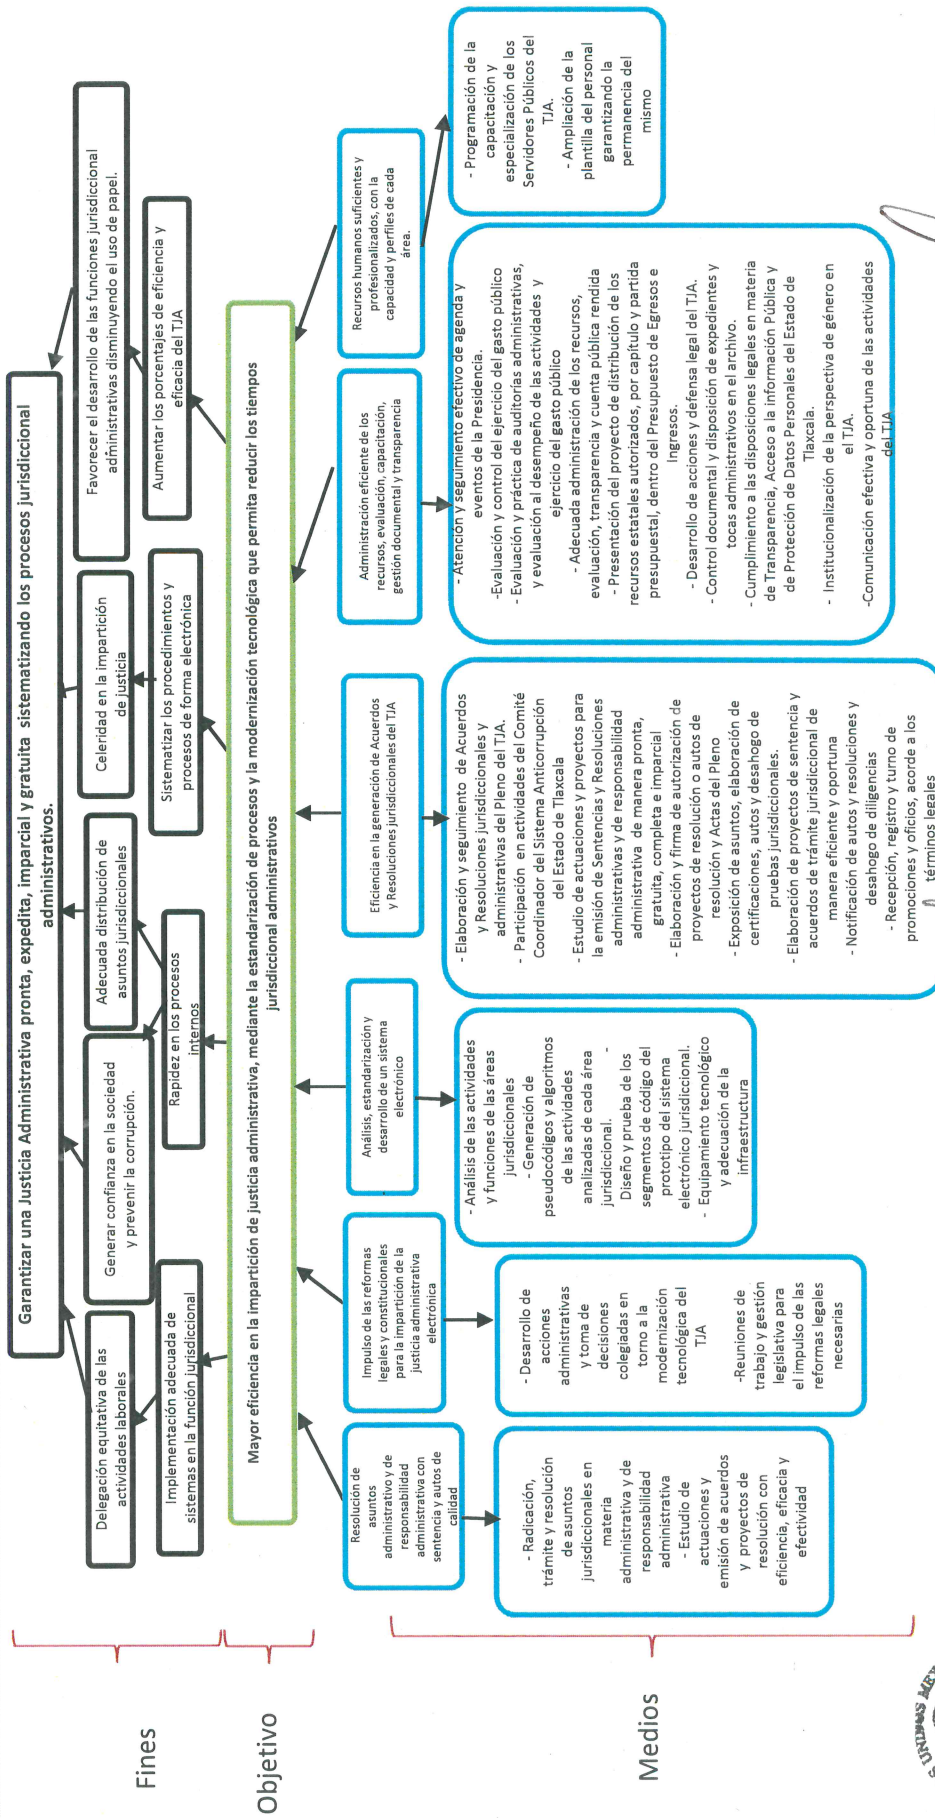 Fines
Garantizar una Justicia Administrativa pronta, expedita, imparcial y gratuita sistematizando los procesos jurisdiccional
administrativos.
Delegación equitativa de las
actividades laborales
Generar confianza en la sociedad
y prevenir la corrupción.
Adecuada distribución de
asuntos jurisdiccionales
Celeridad en la impartición
de justicia
Favorecer el desarrollo de las funciones jurisdiccional
administrativas disminuyendo el uso de papel.
Implementación adecuada de
sistemas en la función jurisdiccional
Rapidez en los procesos
internos
Sistematizar los procedimientos y
procesos de forma electrónica
Aumentar los porcentajes de eficiencia y
eficacia del TJA
Objetivo
Mayor eficiencia en la impartición de justicia administrativa, mediante la estandarización de procesos y la modernización tecnológica que permita reducir los tiempos
jurisdiccional administrativos
Medios
Resolución de
asuntos
administrativo y de
responsabilidad
administrativa con
sentencia y autos de
calidad
Impulso de las reformas
legales y constitucionales
para la impartición de la
justicia administrativa
electrónica
Análisis, estandarización y
desarrollo de un sistema
electrónico
Eficiencia en la generación de Acuerdos
y Resoluciones jurisdiccionales del TJA
Administración eficiente de los
recursos, evaluación, capacitación,
gestión documental y transparencia
Recursos humanos suficientes y
profesionalizados, con la
capacidad y perfiles de cada
área.
- Radicación,
trámite y resolución
de asuntos
jurisdiccionales en
materia
administrativa y de
responsabilidad
administrativa
- Estudio de
actuaciones y
emisión de acuerdos
y proyectos de
resolución con
eficiencia, eficacia y
efectividad
- Desarrollo de
acciones
administrativas
y toma de
decisiones
colegiadas en
torno a la
modernización
tecnológica del
TJA
-Reuniones de
trabajo y gestión
legislativa para
el impulso de las
reformas legales
necesarias
- Análisis de las actividades
y funciones de las áreas
jurisdiccionales
- Generación de
pseudocódigos y algoritmos
de las actividades
analizadas de cada área
jurisdiccional. -
Diseño y prueba de los
segmentos de código del
prototipo del sistema
electrónico jurisdiccional.
- Equipamiento tecnológico
y adecuación de la
infraestructura
- Elaboración y seguimiento de Acuerdos
y Resoluciones jurisdiccionales y
administrativas del Pleno del TJA.
- Participación en actividades del Comité
Coordinador del Sistema Anticorrupción
del Estado de Tlaxcala
- Estudio de actuaciones y proyectos para
la emisión de Sentencias y Resoluciones
administrativas y de responsabilidad
administrativa de manera pronta,
gratuita, completa e imparcial
- Elaboración y firma de autorización de
proyectos de resolución o autos de
resolución y Actas del Pleno
- Exposición de asuntos, elaboración de
certificaciones, autos y desahogo de
pruebas jurisdiccionales.
- Elaboración de proyectos de sentencia y
acuerdos de trámite jurisdiccional de
manera eficiente y oportuna
- Notificación de autos y resoluciones y
desahogo de diligencias
- Recepción, registro y turno de
promociones y oficios, acorde a los
términos legales
- Atención y seguimiento efectivo de agenda y
eventos de la Presidencia.
-Evaluación y control del ejercicio del gasto público
- Evaluación y práctica de auditorías administrativas,
y evaluación al desempeño de las actividades y
ejercicio del gasto público
- Adecuada administración de los recursos,
evaluación, transparencia y cuenta pública rendida
- Presentación del proyecto de distribución de los
recursos estatales autorizados, por capítulo y partida
presupuestal, dentro del Presupuesto de Egresos e
Ingresos.
- Desarrollo de acciones y defensa legal del TJA.
- Control documental y disposición de expedientes y
tocas administrativos en el archivo.
- Cumplimiento a las disposiciones legales en materia
de Transparencia, Acceso a la Información Pública y
de Protección de Datos Personales del Estado de
Tlaxcala.
- Institucionalización de la perspectiva de género en
el TJA.
-Comunicación efectiva y oportuna de las actividades
del TJA
- Programación de la
capacitación y
especialización de los
Servidores Públicos del
TJA.
- Ampliación de la
plantilla del personal
garantizando la
permanencia del
mismo